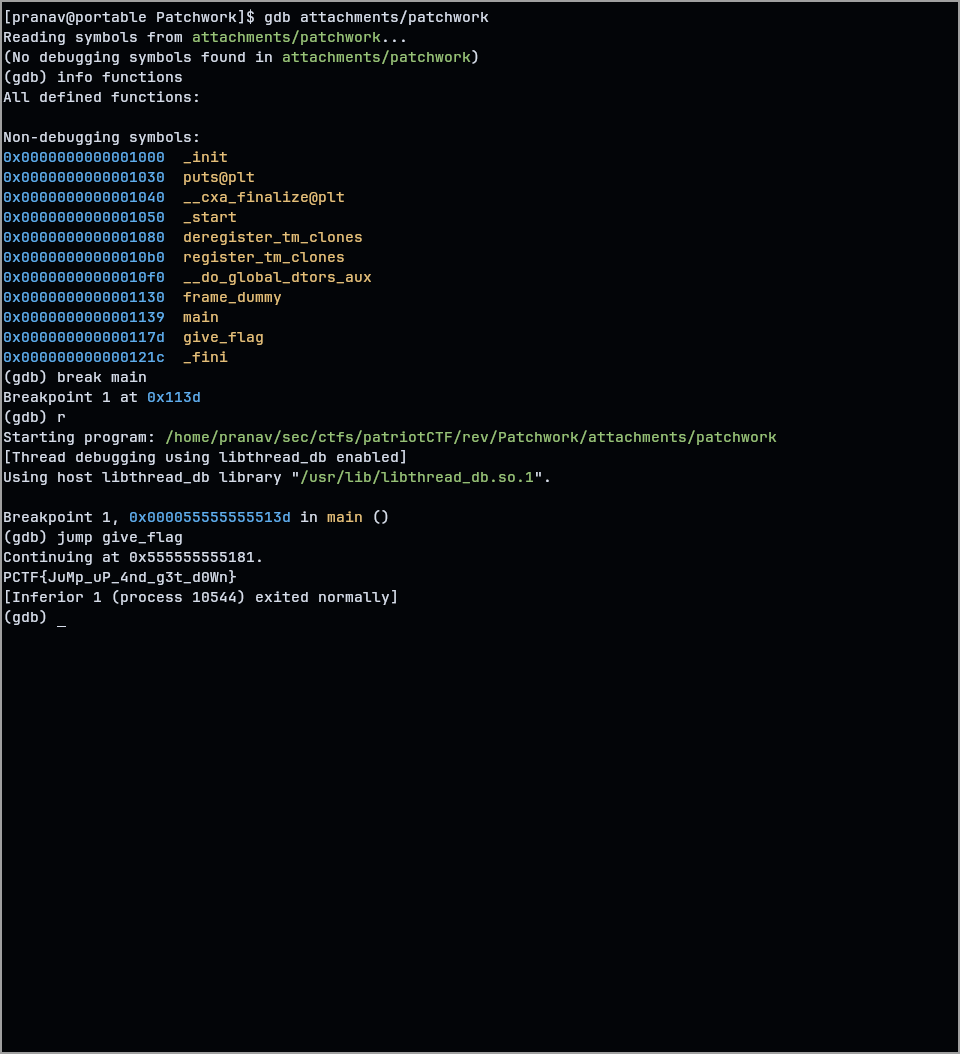 [pranav@portable Patchwork]$ gdb attachments/patchwork
Reading symbols from attachments/patchwork...
(No debugging symbols found in attachments/patchwork)
(gdb) info functions
All defined functions:

Non-debugging symbols:
0x0000000000001000  _init
0x0000000000001030  puts@plt
0x0000000000001040  __cxa_finalize@plt
0x0000000000001050  _start
0x0000000000001080  deregister_tm_clones
0x00000000000010b0  register_tm_clones
0x00000000000010f0  __do_global_dtors_aux
0x0000000000001130  frame_dummy
0x0000000000001139  main
0x000000000000117d  give_flag
0x000000000000121c  _fini
(gdb) break main
Breakpoint 1 at 0x113d
(gdb) r
Starting program: /home/pranav/sec/ctfs/patriotCTF/rev/Patchwork/attachments/patchwork
[Thread debugging using libthread_db enabled]
Using host libthread_db library "/usr/lib/libthread_db.so.1".

Breakpoint 1, 0x000055555555513d in main ()
(gdb) jump give_flag
Continuing at 0x555555555181.
PCTF{JuMp_uP_4nd_g3t_d0Wn}
[Inferior 1 (process 10544) exited normally]
(gdb) _